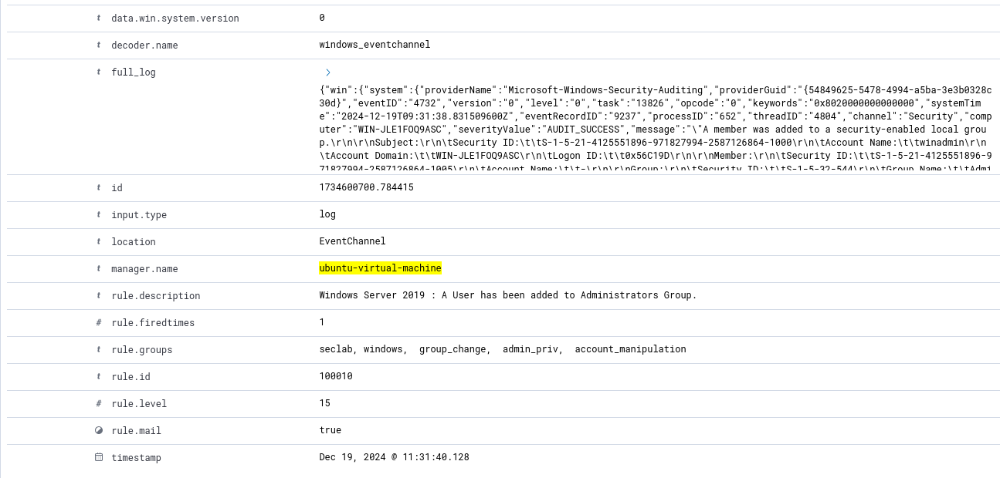 t data.win.system.version 0
t decoder.name windows_eventchannel
t full_log
{"win":{"system":{"providerName":"Microsoft-Windows-Security-Auditing","providerGuid":"{54849625-5478-4994-a5ba-3e3b0328c
30d}","eventID":"4732","version":"0","level":"0","task":"13826","opcode":"0","keywords":"0x8020000000000000","systemTim
e":"2024-12-19T09:31:38.831509600Z","eventRecordID":"9237","processID":"652","threadID":"4804","channel":"Security","comp
uter":"WIN-JLE1FOQ9ASC","severityValue":"AUDIT_SUCCESS","message":"\"A member was added to a security-enabled local grou
p.\r\n\r\nSubject:\r\n\tSecurity ID:\t\tS-1-5-21-4125551896-971827994-2587126864-1000\r\n\tAccount Name:\t\twinadmin\r\n
\tAccount Domain:\t\tWIN-JLE1FOQ9ASC\r\n\tLogon ID:\t\t0x56C19D\r\n\r\nMember:\r\n\tSecurity ID:\t\tS-1-5-21-4125551896-9
71827994-2587126864-1005\r\n\tAccount Name:\t\t-\r\n\r\nGroup:\r\n\tSecurity ID:\t\tS-1-5-32-544\r\n\tGroup Name:\t\tAdmi
t id 1734600700.784415
t input.type log
t location EventChannel
t manager.name ubuntu-virtual-machine
t rule.description Windows Server 2019 : A User has been added to Administrators Group.
# rule.firedtimes 1
t rule.groups seclab, windows, group_change, admin_priv, account_manipulation
t rule.id 100010
# rule.level 15
rule.mail true
timestamp Dec 19, 2024 @ 11:31:40.128